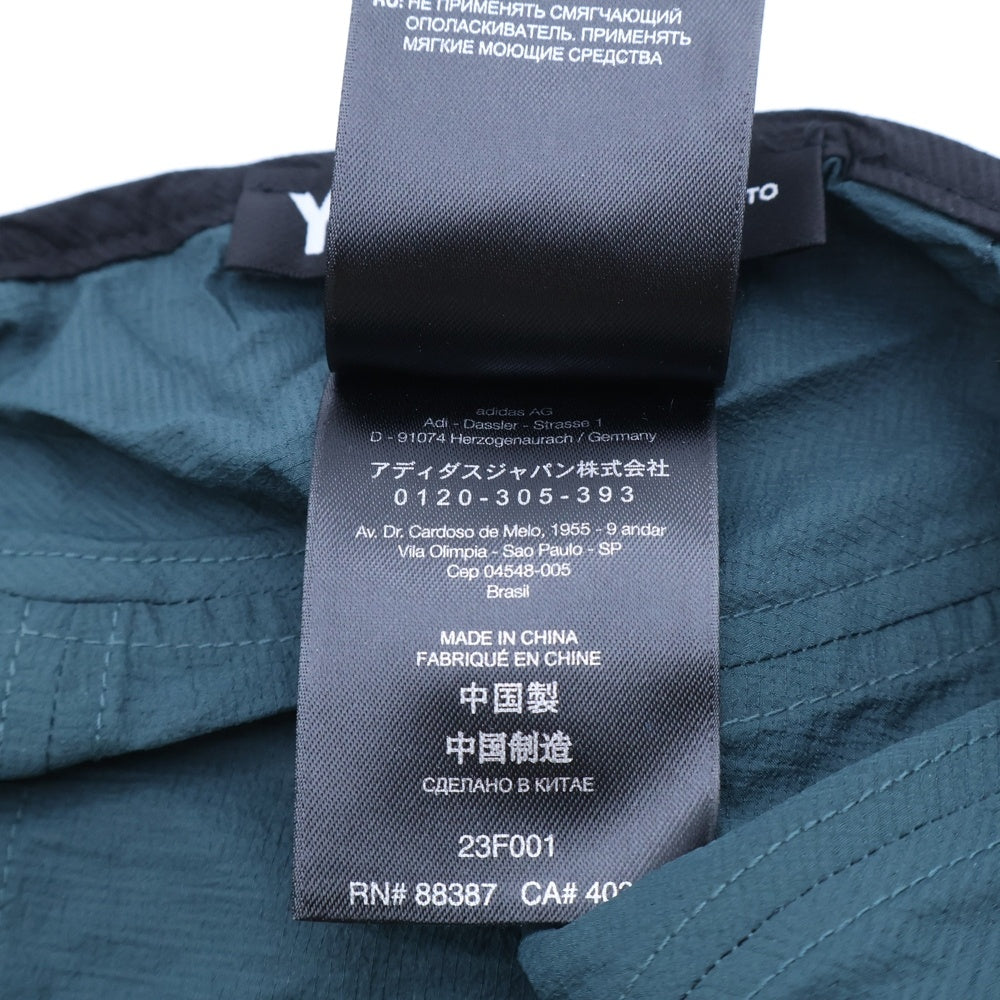 RU: НЕ ПРИМЕНЯТЬ СМЯГЧАЮЩИЙ
ОПОЛАСКИВАТЕЛЬ. ПРИМЕНЯТЬ
МЯГКИЕ МОЮЩИЕ СРЕДСТВА
Y
TO
adidas AG
Adi - Dassler - Strasse 1
D - 91074 Herzogenaurach / Germany
アディダスジャパン株式会社
0120-305-393
Av. Dr. Cardoso de Melo, 1955 - 9 andar
Vila Olimpia - Sao Paulo - SP
Cep 04548-005
Brasil
MADE IN CHINA
FABRIQUÉ EN CHINE
中国製
中国制造
СДЕЛАНО В КИТАЕ
23F001
RN# 88387 CA# 40